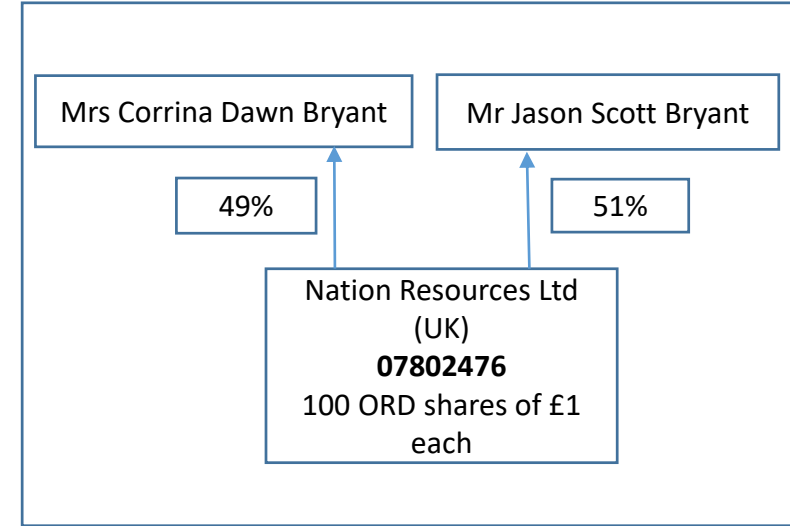 Mrs Corrina Dawn Bryant
Mr Jason Scott Bryant
49%
51%
Nation Resources Ltd
(UK)
07802476
100 ORD shares of £1
each